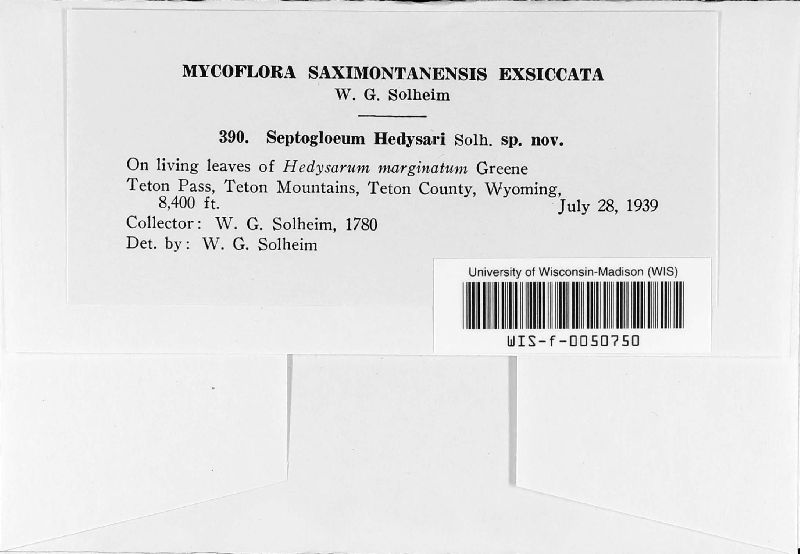 MYCOFLORA SAXIMONTANENSIS EXSICCATA
W. G. Solheim
390. Septogloeum Hedysari Solh. sp. nov.
On living leaves of Hedysarum marginatum Greene
Teton Pass, Teton Mountains, Teton County, Wyoming,
8,400 ft. July 28, 1939
Collector: W. G. Solheim, 1780
Det. by: W. G. Solheim
University of Wisconsin-Madison (WIS)
WIS-f-0050750